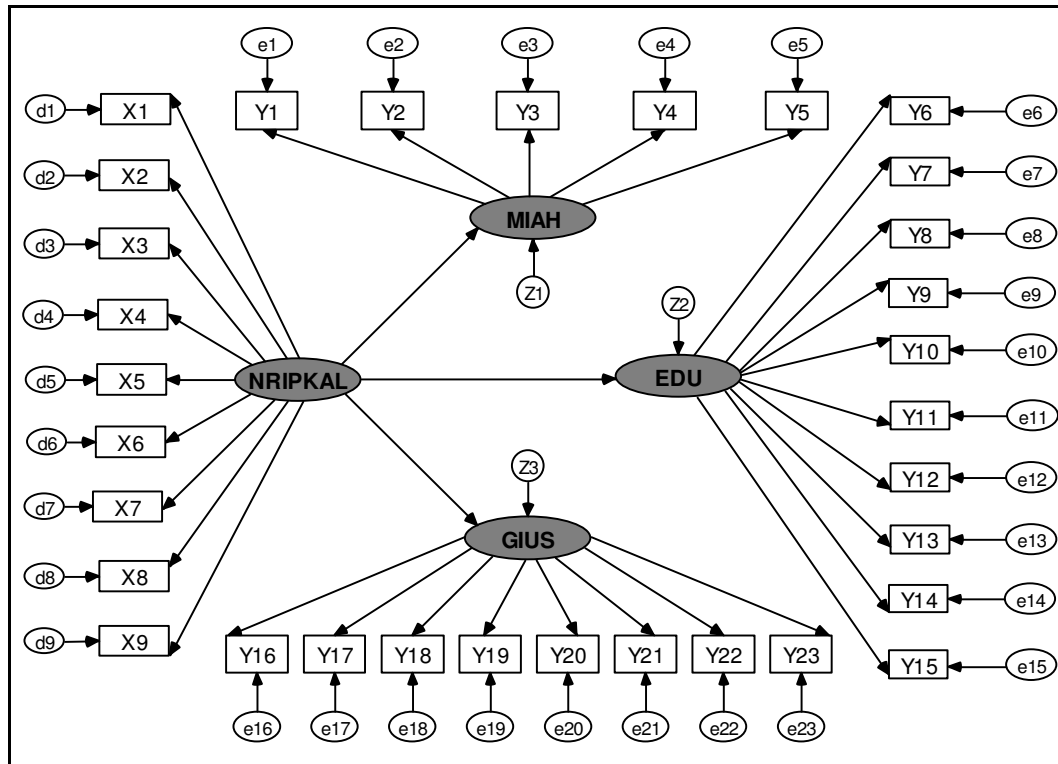 e1 e2 e3 e4 e5
Y1 Y2 Y3 Y4 Y5
d1 X1
d2 X2
d3 X3
d4 X4
d5 X5
d6 X6
d7 X7
d8 X8
d9 X9
MIAH
Z1
NRIPKAL
Z2
EDU
Z3
GIUS
Y6 e6
Y7 e7
Y8 e8
Y9 e9
Y10 e10
Y11 e11
Y12 e12
Y13 e13
Y14 e14
Y15 e15
Y16 Y17 Y18 Y19 Y20 Y21 Y22 Y23
e16 e17 e18 e19 e20 e21 e22 e23